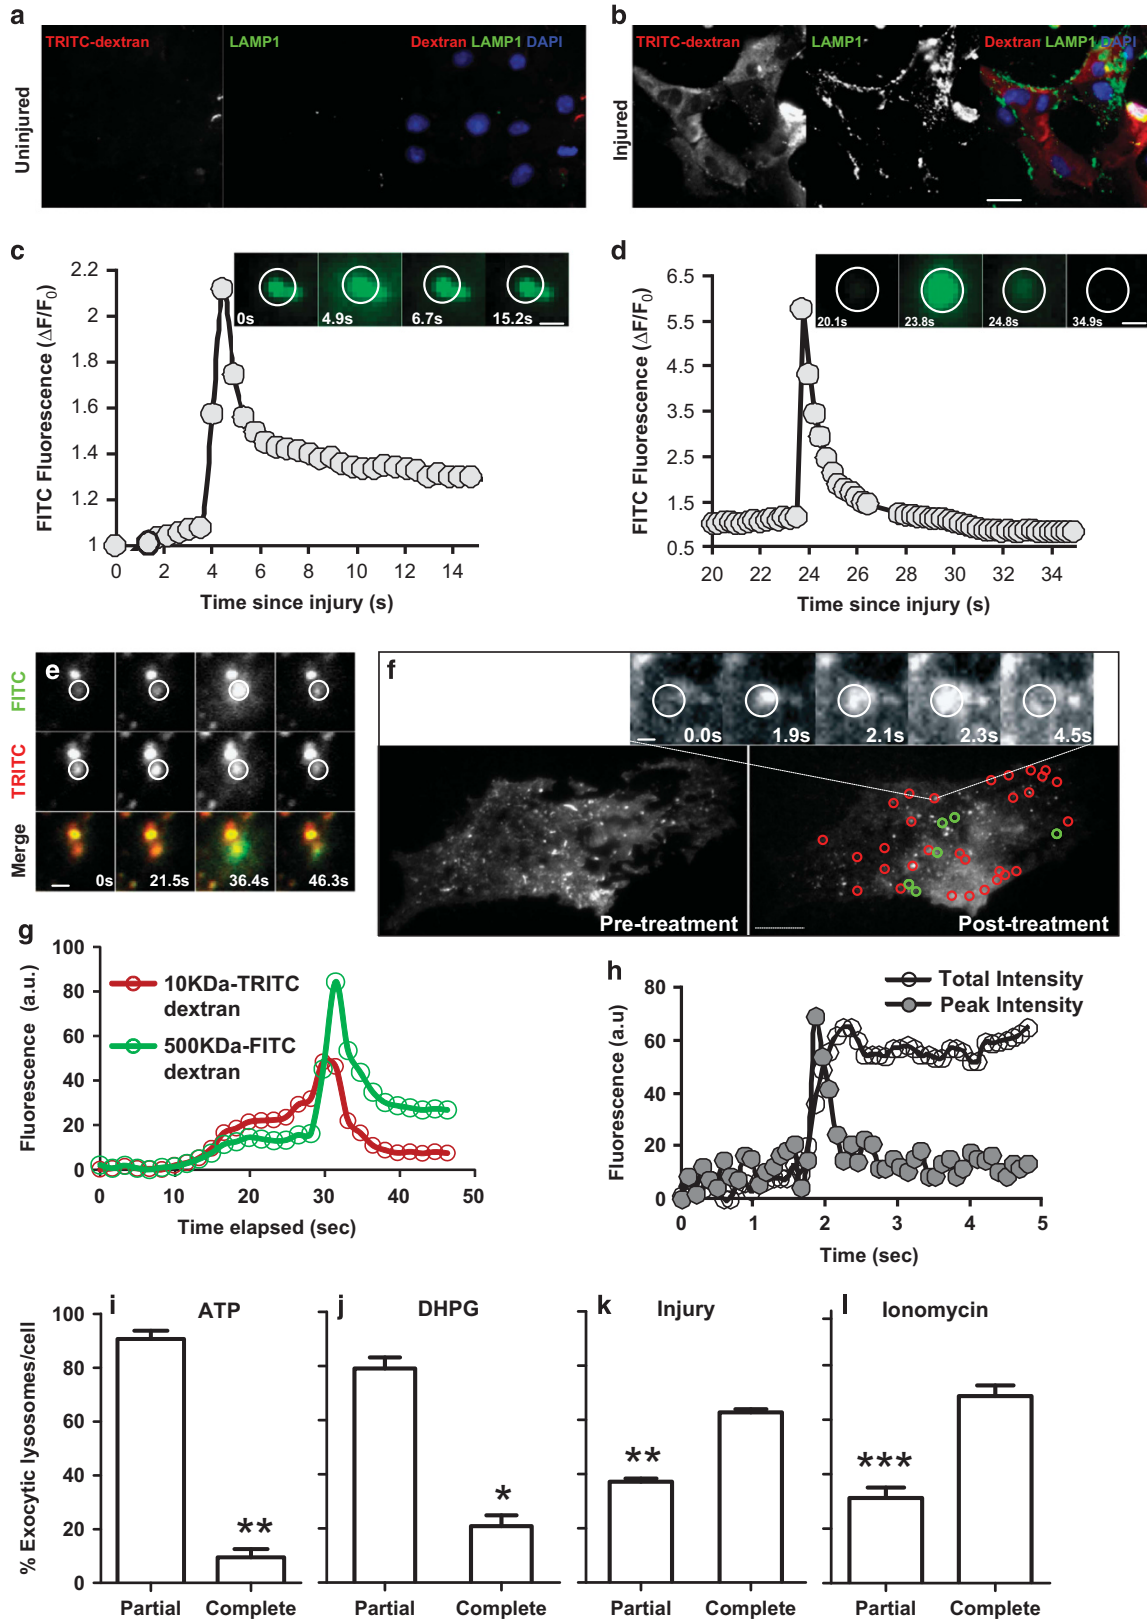 a
TRITC-dextran LAMP1 Dextran LAMP1 DAPI
Uninjured
b
TRITC-dextran LAMP1 Dextran LAMP1 DAPI
Injured
c
FITC Fluorescence (ΔF/F0)
2.2
2
1.8
1.6
1.4
1.2
1
0 2 4 6 8 10 12 14
Time since injury (s)
0s 4.9s 6.7s 15.2s
d
FITC Fluorescence (ΔF/F0)
6.5
5.5
4.5
3.5
2.5
1.5
0.5
20 22 24 26 28 30 32 34
Time since injury (s)
20.1s 23.8s 24.8s 34.9s
e
FITC
TRITC
Merge
0s 21.5s 36.4s 46.3s
f
0.0s 1.9s 2.1s 2.3s 4.5s
Pre-treatment
Post-treatment
g
Fluorescence (a.u.)
100
80
60
40
20
0
0 10 20 30 40 50
Time elapsed (sec)
10KDa-TRITC
dextran
500KDa-FITC
dextran
h
Total Intensity
Peak Intensity
Fluorescence (a.u)
80
60
40
20
0
0 1 2 3 4 5
Time (sec)
% Exocytic lysosomes/cell
100
80
60
40
20
0
i
ATP
**
Partial Complete
j
DHPG
*
Partial Complete
k
Injury
**
Partial Complete
l
Ionomycin
***
Partial Complete